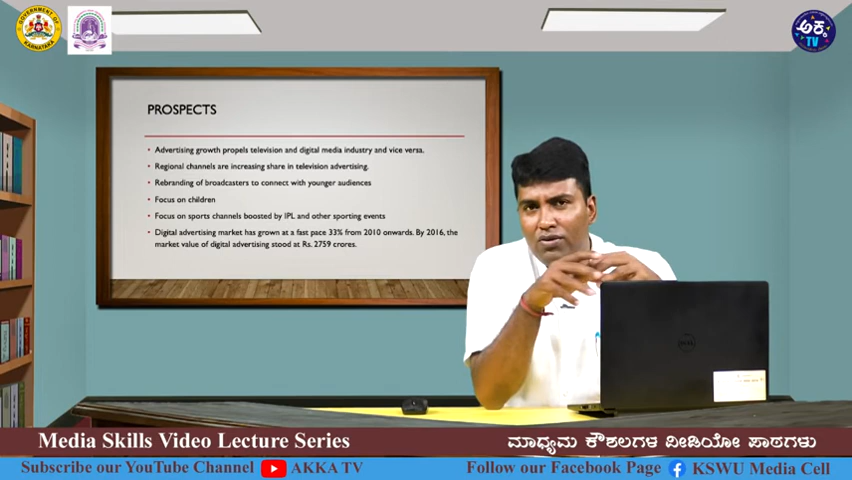 GOVERNMENT OF
KARNATAKA
ಅಕ್ಕ
TV
PROSPECTS
• Advertising growth propels television and digital media industry and vice versa.
• Regional channels are increasing share in television advertising.
• Rebranding of broadcasters to connect with younger audiences
• Focus on children
• Focus on sports channels boosted by IPL and other sporting events
• Digital advertising market has grown at a fast pace 33% from 2010 onwards. By 2016, the
market value of digital advertising stood at Rs. 2759 crores.
DELL
Media Skills Video Lecture Series
ಮಾಧ್ಯಮ ಕೌಶಲಗಳ ವೀಡಿಯೋ ಪಾಠಗಳು
Subscribe our YouTube Channel AKKA TV
Follow our Facebook Page KSWU Media Cell